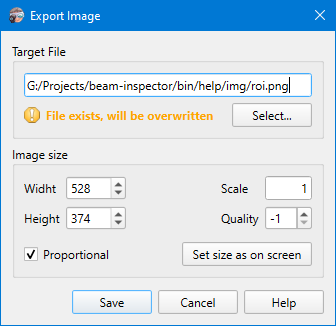 Export Image
Target File
G:/Projects/beam-inspector/bin/help/img/roi.png
File exists, will be overwritten Select...
Image size
Widht 528 Scale 1
Height 374 Quality -1
Proportional Set size as on screen
Save Cancel Help